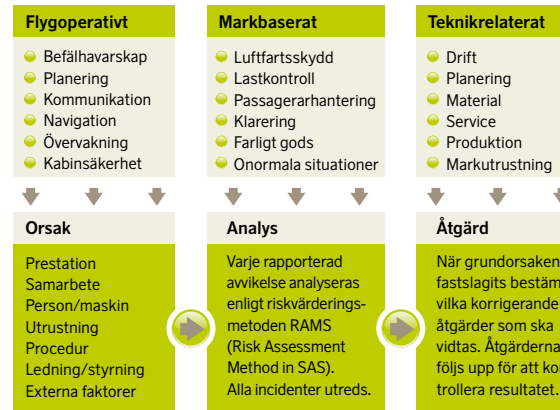 Flygoperativt
Befälhavarskap
Planering
Kommunikation
Navigation
Övervakning
Kabinsäkerhet
Markbaserat
Luftfartsskydd
Lastkontroll
Passagerarhantering
Klarering
Farligt gods
Onormala situationer
Teknikrelaterat
Drift
Planering
Material
Service
Produktion
Markutrustning
Orsak
Prestation
Samarbete
Person/maskin
Utrustning
Procedur
Ledning/styrning
Externa faktorer
Analys
Varje rapporterad
avvikelse analyseras
enligt riskvärderings-
metoden RAMS
(Risk Assessment
Method in SAS).
Alla incidenter utreds.
Åtgärd
När grundorsaken
fastslagits bestäm
vilka korrigerande
åtgärder som ska
vidtas. Åtgärderna
följs upp för att kon
trollera resultatet.